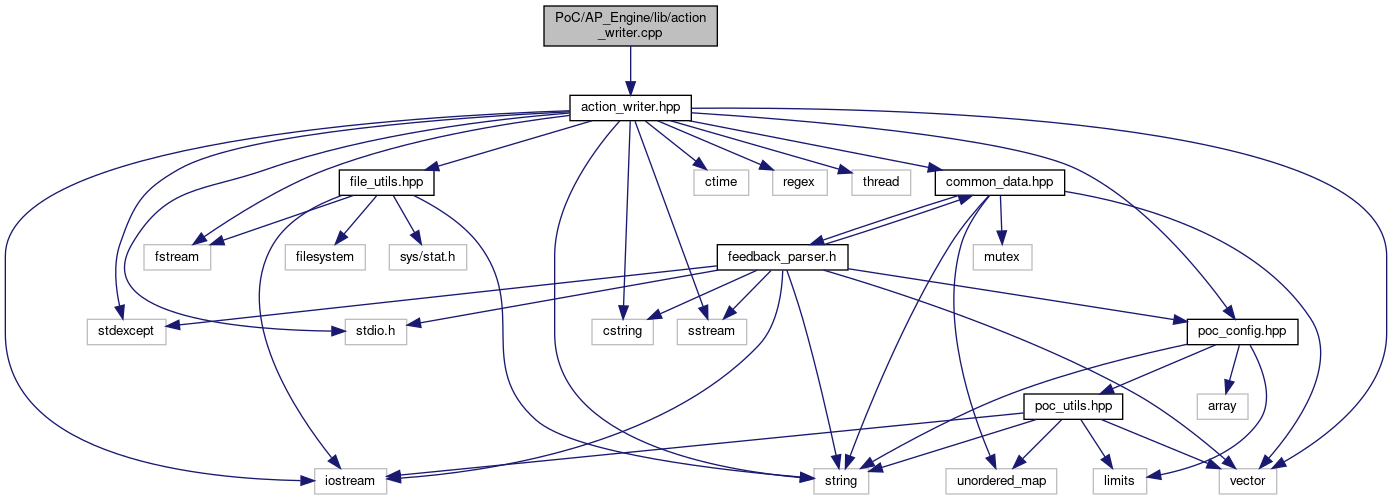 PoC/AP_Engine/lib/action
_writer.cpp
action_writer.hpp
file_utils.hpp
ctime
regex
thread
common_data.hpp
fstream
filesystem
sys/stat.h
feedback_parser.h
mutex
stdexcept
stdio.h
cstring
sstream
poc_config.hpp
poc_utils.hpp
array
iostream
string
unordered_map
limits
vector